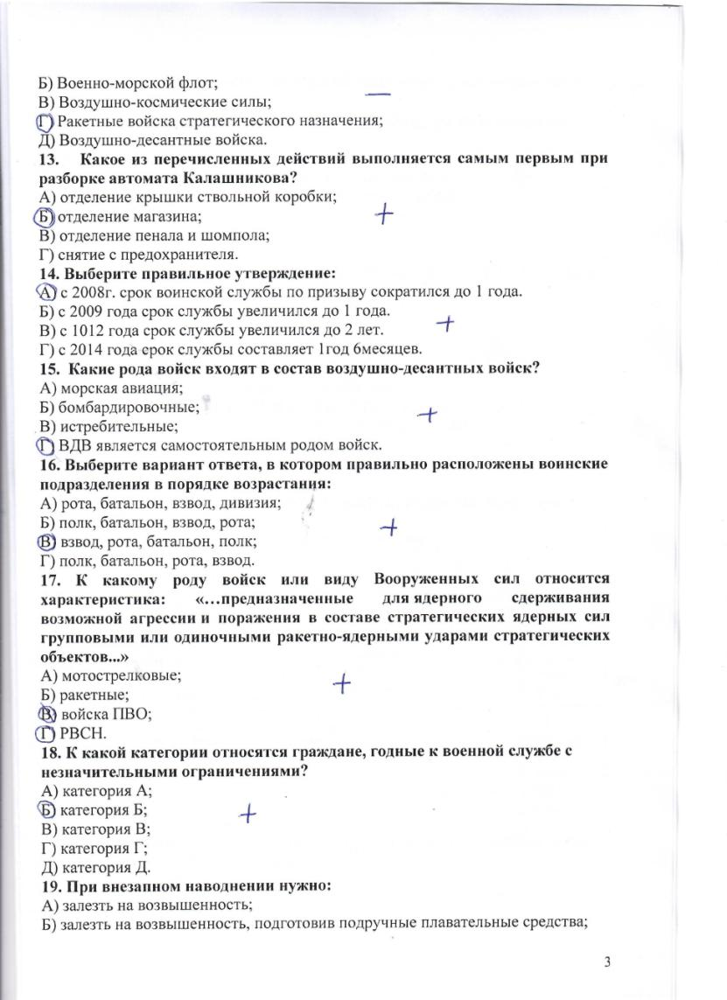 Б) Военно-морской флот;
В) Воздушно-космические силы; —
Г) Ракетные войска стратегического назначения;
Д) Воздушно-десантные войска.
13. Какое из перечисленных действий выполняется самым первым при
разборке автомата Калашникова?
А) отделение крышки ствольной коробки;
Б) отделение магазина; +
В) отделение пенала и шомпола;
Г) снятие с предохранителя.
14. Выберите правильное утверждение:
А) с 2008г. срок воинской службы по призыву сократился до 1 года.
Б) с 2009 года срок службы увеличился до 1 года.
В) с 1012 года срок службы увеличился до 2 лет. +
Г) с 2014 года срок службы составляет 1год 6месяцев.
15. Какие рода войск входят в состав воздушно-десантных войск?
А) морская авиация;
Б) бомбардировочные; +
В) истребительные;
Г) ВДВ является самостоятельным родом войск.
16. Выберите вариант ответа, в котором правильно расположены воинские
подразделения в порядке возрастания:
А) рота, батальон, взвод, дивизия;
Б) полк, батальон, взвод, рота; +
В) взвод, рота, батальон, полк;
Г) полк, батальон, рота, взвод.
17. К какому роду войск или виду Вооруженных сил относится
характеристика: «…предназначенные для ядерного сдерживания
возможной агрессии и поражения в составе стратегических ядерных сил
групповыми или одиночными ракетно-ядерными ударами стратегических
объектов...»
А) мотострелковые; +
Б) ракетные;
В) войска ПВО;
Г) РВСН.
18. К какой категории относятся граждане, годные к военной службе с
незначительными ограничениями?
А) категория А;
Б) категория Б; +
В) категория В;
Г) категория Г;
Д) категория Д.
19. При внезапном наводнении нужно:
А) залезть на возвышенность;
Б) залезть на возвышенность, подготовив подручные плавательные средства;
3